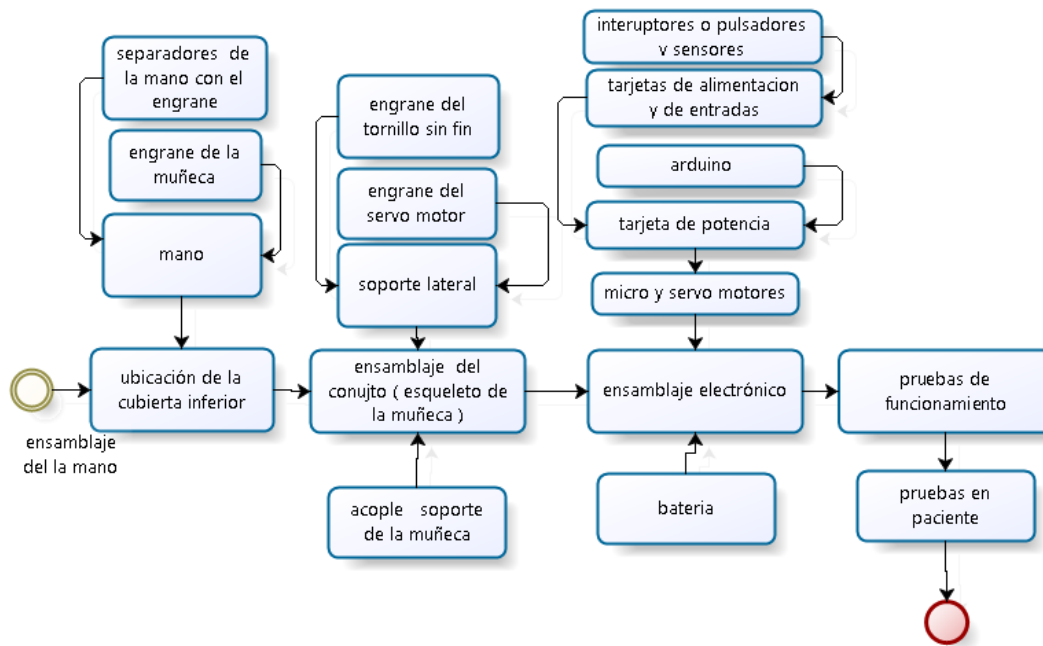 separadores de
la mano con el
engrane
engrane de la
muñeca
mano
ubicación de la
cubierta inferior
ensamblaje
del la mano
engrane del
tornillo sin fin
engrane del
servo motor
soporte lateral
ensamblaje del
conujto ( esqueleto de
la muñeca )
acople soporte
de la muñeca
interuptores o pulsadores
y sensores
tarjetas de alimentacion
y de entradas
arduino
tarjeta de potencia
micro y servo motores
ensamblaje electrónico
bateria
pruebas de
funcionamiento
pruebas en
paciente